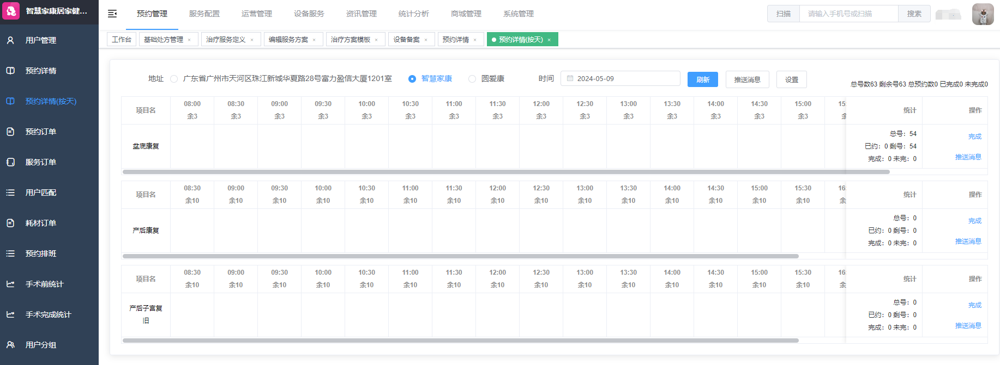 智慧家康居家健...
预约管理 服务配置 运营管理 设备服务 资讯管理 统计分析 商城管理 系统管理
扫描 请输入手机号或扫描 搜索
工作台 基础处方管理 × 治疗服务定义 × 编辑服务方案 × 治疗方案模板 × 设备备案 × 预约详情 × 预约详情(按天) ×
用户管理
预约详情
预约详情(按天)
预约订单
服务订单
用户匹配
耗材订单
预约排班
手术前统计
手术完成统计
用户分组
地址 广东省广州市天河区珠江新城华夏路28号富力盈信大厦1201室 智慧家康 圆爱康 时间 2024-05-09 刷新 推送消息 设置
总号数63 剩余号63 总预约数0 已完成0 未完成0
项目名 08:00 08:30 09:00 09:30 10:00 10:30 11:00 11:30 12:00 12:30 13:00 13:30 14:00 14:30 15:00 15: 统计 操作
余3 余3 余3 余3 余3 余3 余3 余3 余3 余3 余3 余3 余3 余3 余3 余
盆底康复
总号：54
已约：0 剩号：54
完成：0 未完：0
完成
推送消息
项目名 08:30 09:00 09:30 10:00 10:30 11:00 11:30 12:00 12:30 13:00 13:30 14:00 14:30 15:00 15:30 16: 统计 操作
余10 余10 余10 余10 余10 余10 余10 余10 余10 余10 余10 余10 余10 余10 余10 余
产后康复
总号：0
已约：0 剩号：0
完成：0 未完：0
完成
推送消息
项目名 08:30 09:00 09:30 10:00 10:30 11:00 11:30 12:00 12:30 13:00 13:30 14:00 14:30 15:00 15:30 16: 统计 操作
余10 余10 余10 余10 余10 余10 余10 余10 余10 余10 余10 余10 余10 余10 余10 余
产后子宫复
旧
总号：0
已约：0 剩号：0
完成：0 未完：0
完成
推送消息